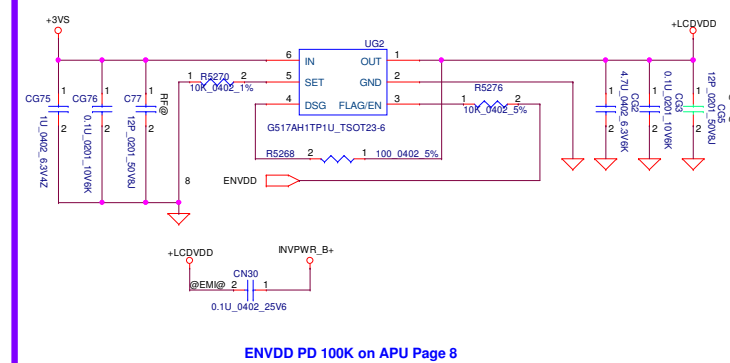 +3VS
+LCDVDD
UG2
6 IN OUT 1
5 SET GND 2
4 DSG FLAG/EN 3
G517AH1TP1U_TSOT23-6
1 R5270 2
10K_0402_1%
R5276
1 2
10K_0402_5%
R5268 2 1 100_0402_5%
ENVDD
8
1
2
CG75
1U_0402_6.3V4Z
1
2
CG76
0.1U_0201_10V6K
1
2
C77
12P_0201_50V8J
RF@
1
2
4.7U_0402_6.3V6K
CG2
1
2
0.1U_0201_10V6K
CG3
1
2
12P_0201_50V8J
CG5
+LCDVDD
INVPWR_B+
CN30
@EMI@ 2 1
0.1U_0402_25V6
ENVDD PD 100K on APU Page 8